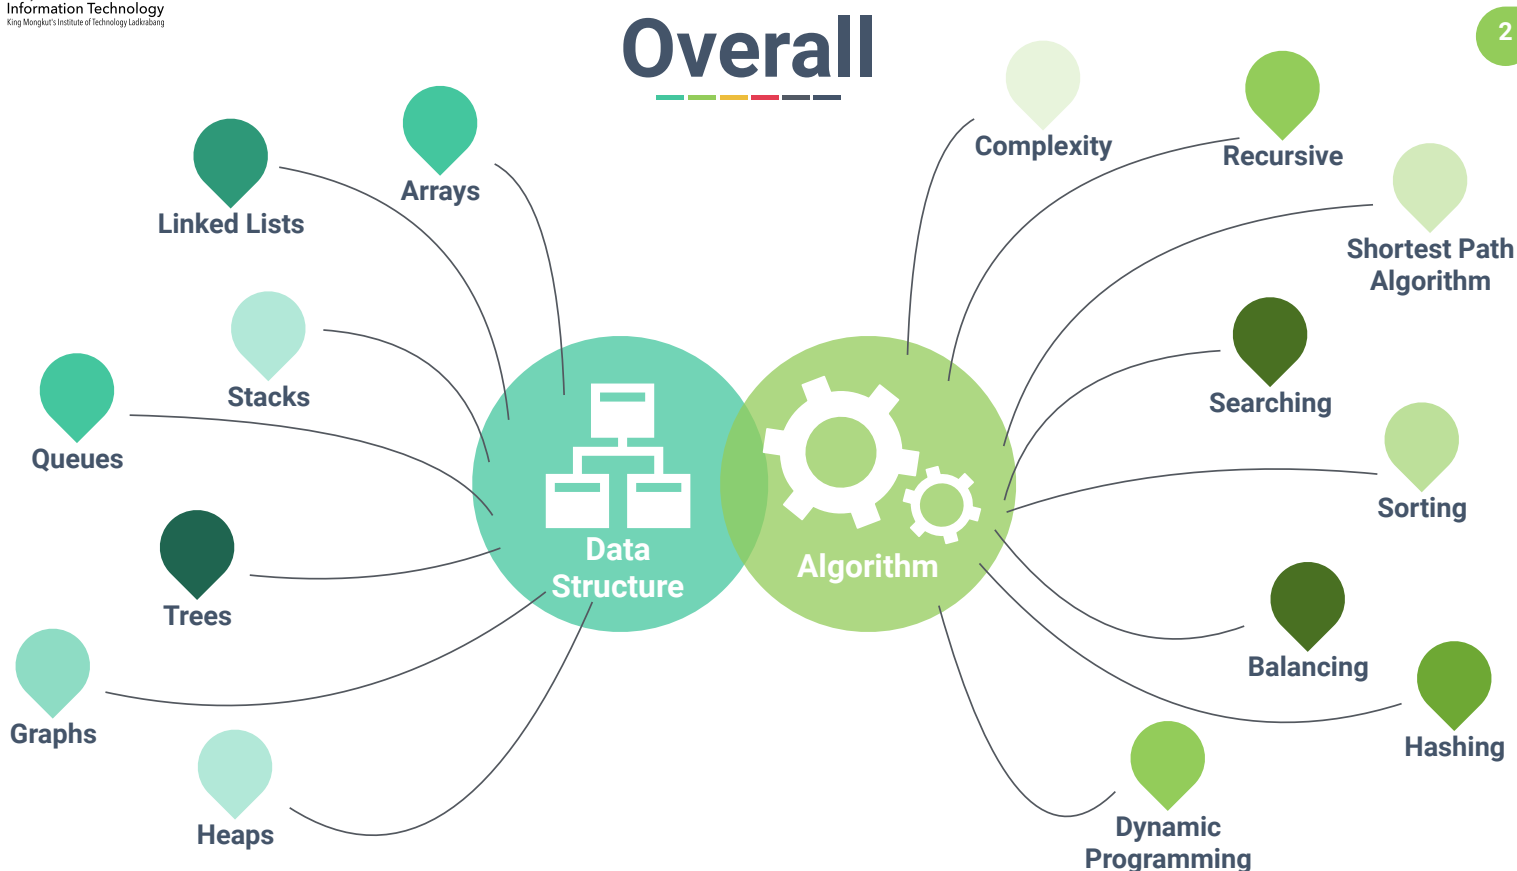 Information Technology
King Mongkut's Institute of Technology Ladkrabang
Overall
2
Complexity
Recursive
Arrays
Linked Lists
Shortest Path
Algorithm
Stacks
Searching
Queues
Sorting
Data
Structure
Algorithm
Trees
Balancing
Graphs
Hashing
Heaps
Dynamic
Programming